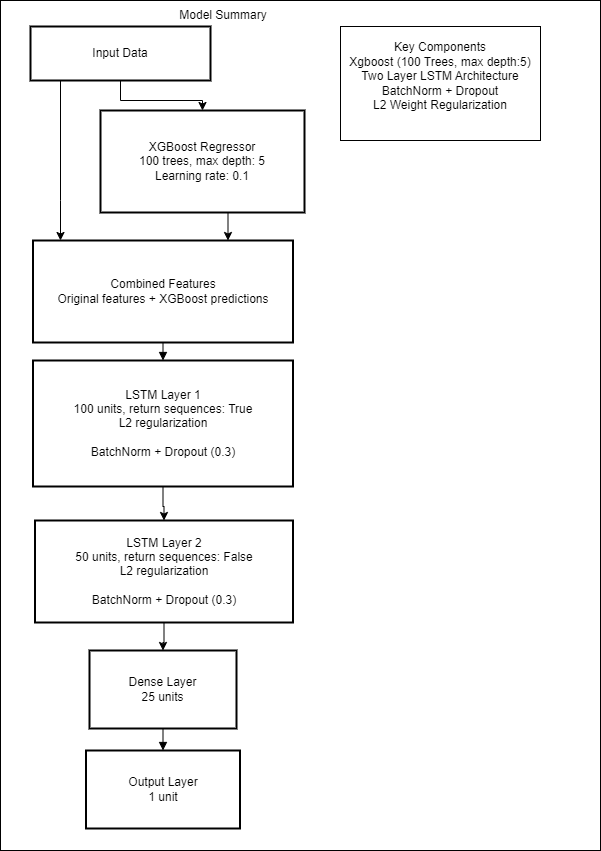 Model Summary
Input Data
Key Components
Xgboost (100 Trees, max depth:5)
Two Layer LSTM Architecture
BatchNorm + Dropout
L2 Weight Regularization
XGBoost Regressor
100 trees, max depth: 5
Learning rate: 0.1
Combined Features
Original features + XGBoost predictions
LSTM Layer 1
100 units, return sequences: True
L2 regularization
BatchNorm + Dropout (0.3)
LSTM Layer 2
50 units, return sequences: False
L2 regularization
BatchNorm + Dropout (0.3)
Dense Layer
25 units
Output Layer
1 unit